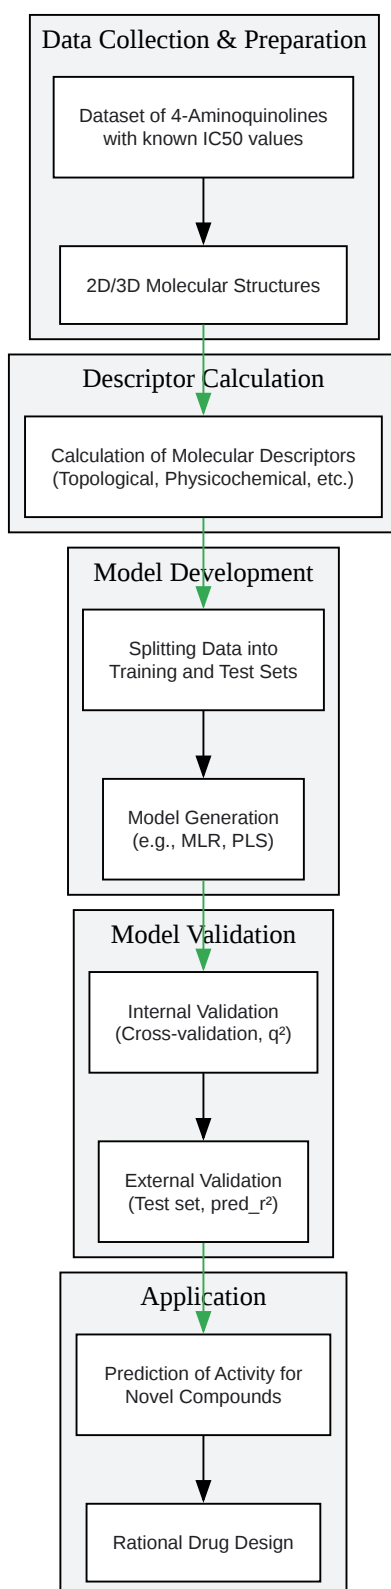 Data Collection & Preparation
Dataset of 4-Aminoquinolines
with known IC50 values
2D/3D Molecular Structures
Descriptor Calculation
Calculation of Molecular Descriptors
(Topological, Physicochemical, etc.)
Model Development
Splitting Data into
Training and Test Sets
Model Generation
(e.g., MLR, PLS)
Model Validation
Internal Validation
(Cross-validation, q²)
External Validation
(Test set, pred_r²)
Application
Prediction of Activity for
Novel Compounds
Rational Drug Design